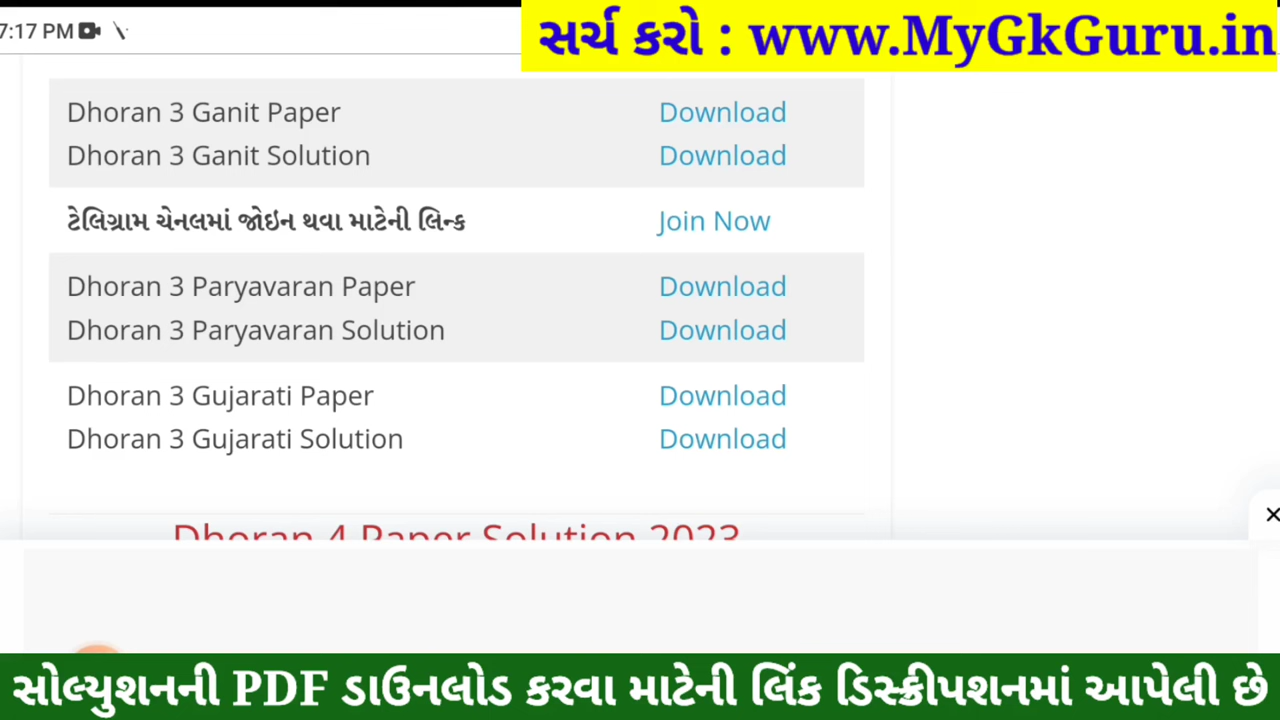 7:17 PM
સર્ચ કરો : www.MyGkGuru.in
Dhoran 3 Ganit Paper Download
Dhoran 3 Ganit Solution Download
ટેલિગ્રામ ચેનલમાં જોઇન થવા માટેની લિન્ક Join Now
Dhoran 3 Paryavaran Paper Download
Dhoran 3 Paryavaran Solution Download
Dhoran 3 Gujarati Paper Download
Dhoran 3 Gujarati Solution Download
Dhoran 4 Paper Solution 2023
સોલ્યુશનની PDF ડાઉનલોડ કરવા માટેની લિંક ડિસ્ક્રીપશનમાં આપેલી છે